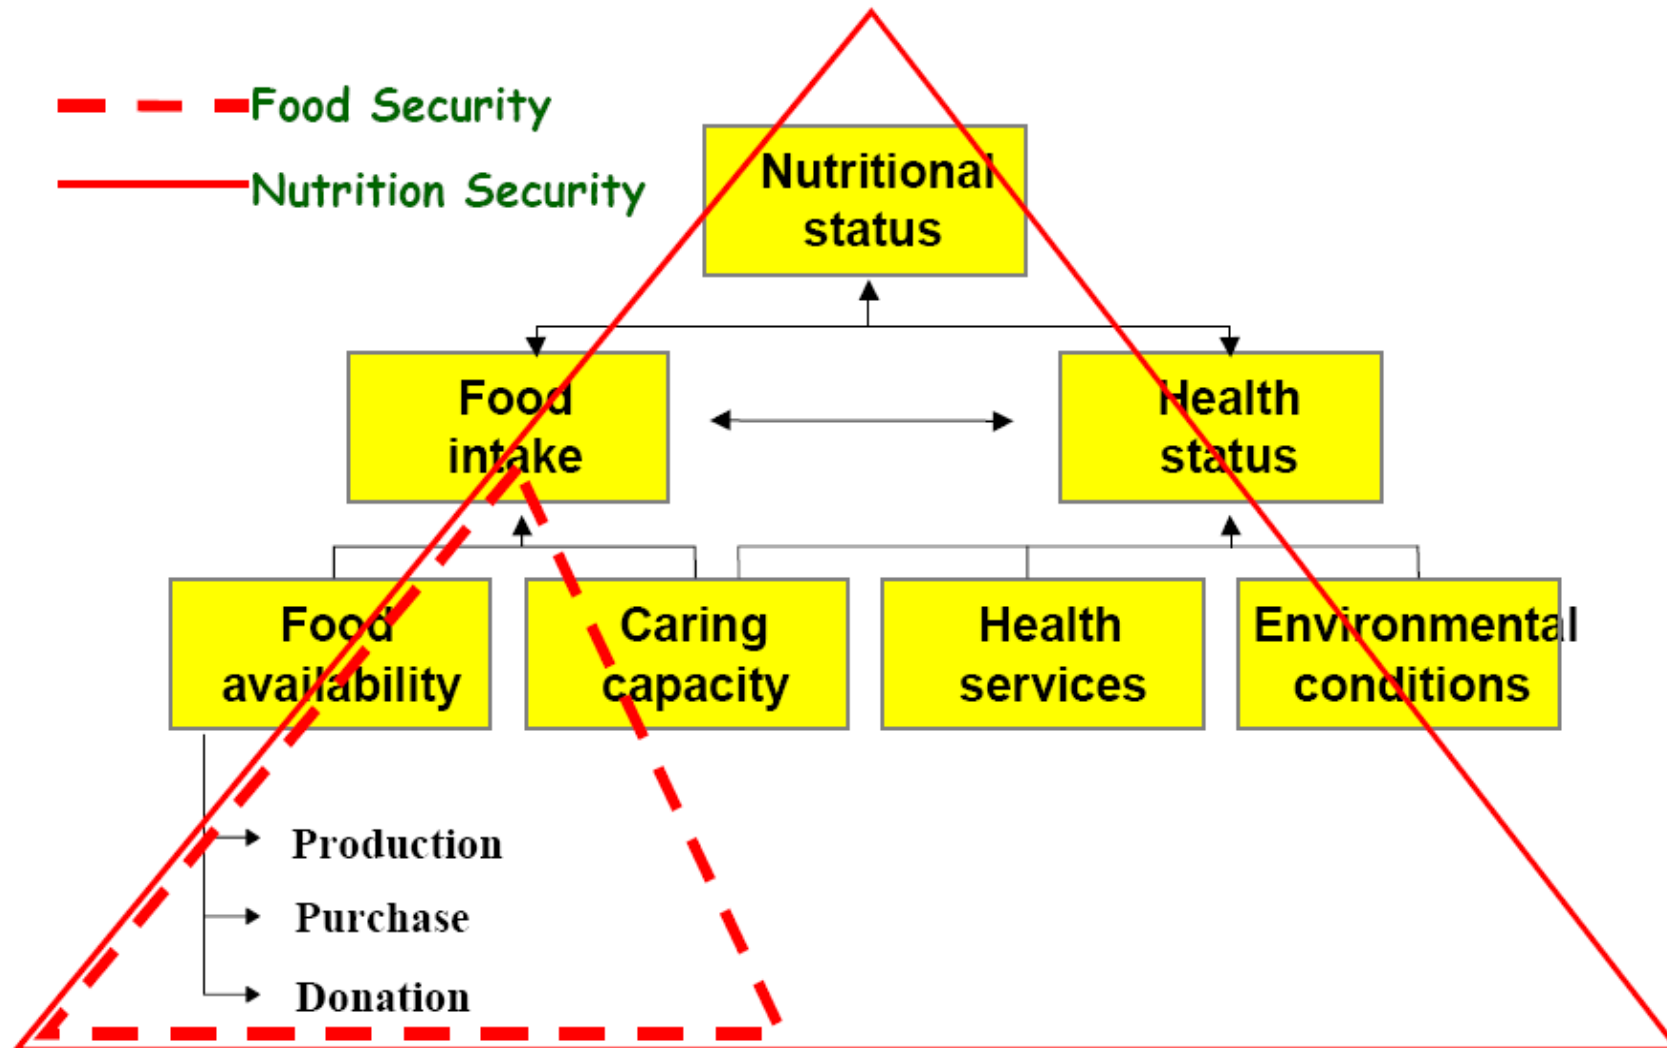 Food Security
Nutrition Security
Nutritional
status
Food
intake
Health
status
Food
availability
Caring
capacity
Health
services
Environmental
conditions
Production
Purchase
Donation